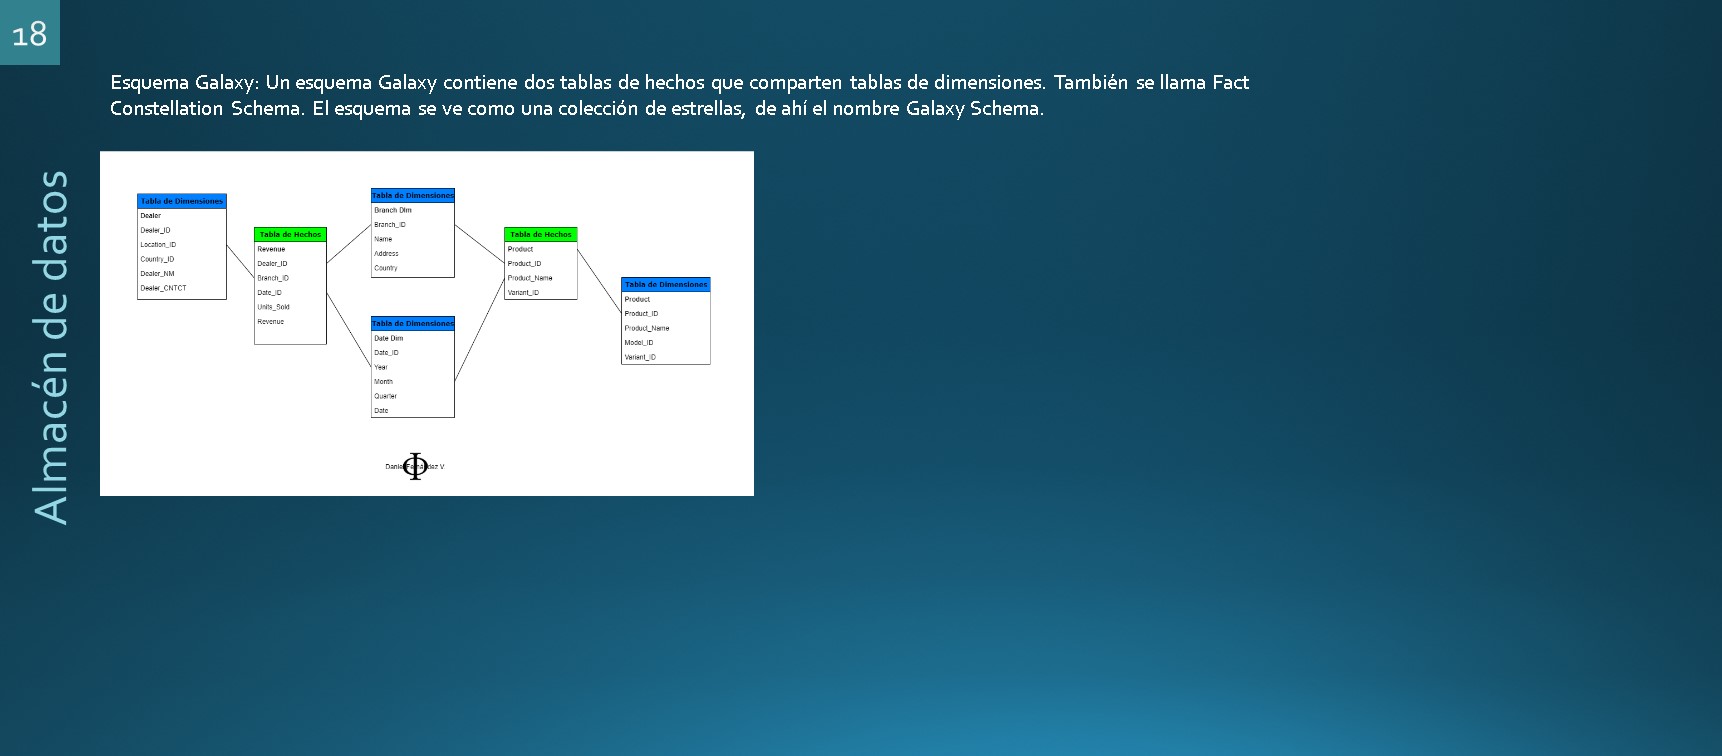 18
Esquema Galaxy: Un esquema Galaxy contiene dos tablas de hechos que comparten tablas de dimensiones. También se llama Fact
Constellation Schema. El esquema se ve como una colección de estrellas, de ahí el nombre Galaxy Schema.
Almacén de datos
Tabla de Dimensiones
Dealer
Dealer_ID
Location_ID
Country_ID
Dealer_NM
Dealer_CNTCT
Tabla de Hechos
Revenue
Dealer_ID
Branch_ID
Date_ID
Units_Sold
Revenue
Tabla de Dimensiones
Branch DIm
Branch_ID
Name
Address
Country
Tabla de Dimensiones
Date Dim
Date_ID
Year
Month
Quarter
Date
Tabla de Hechos
Product
Product_ID
Product_Name
Variant_ID
Tabla de Dimensiones
Product
Product_ID
Product_Name
Model_ID
Variant_ID
Φ
V.